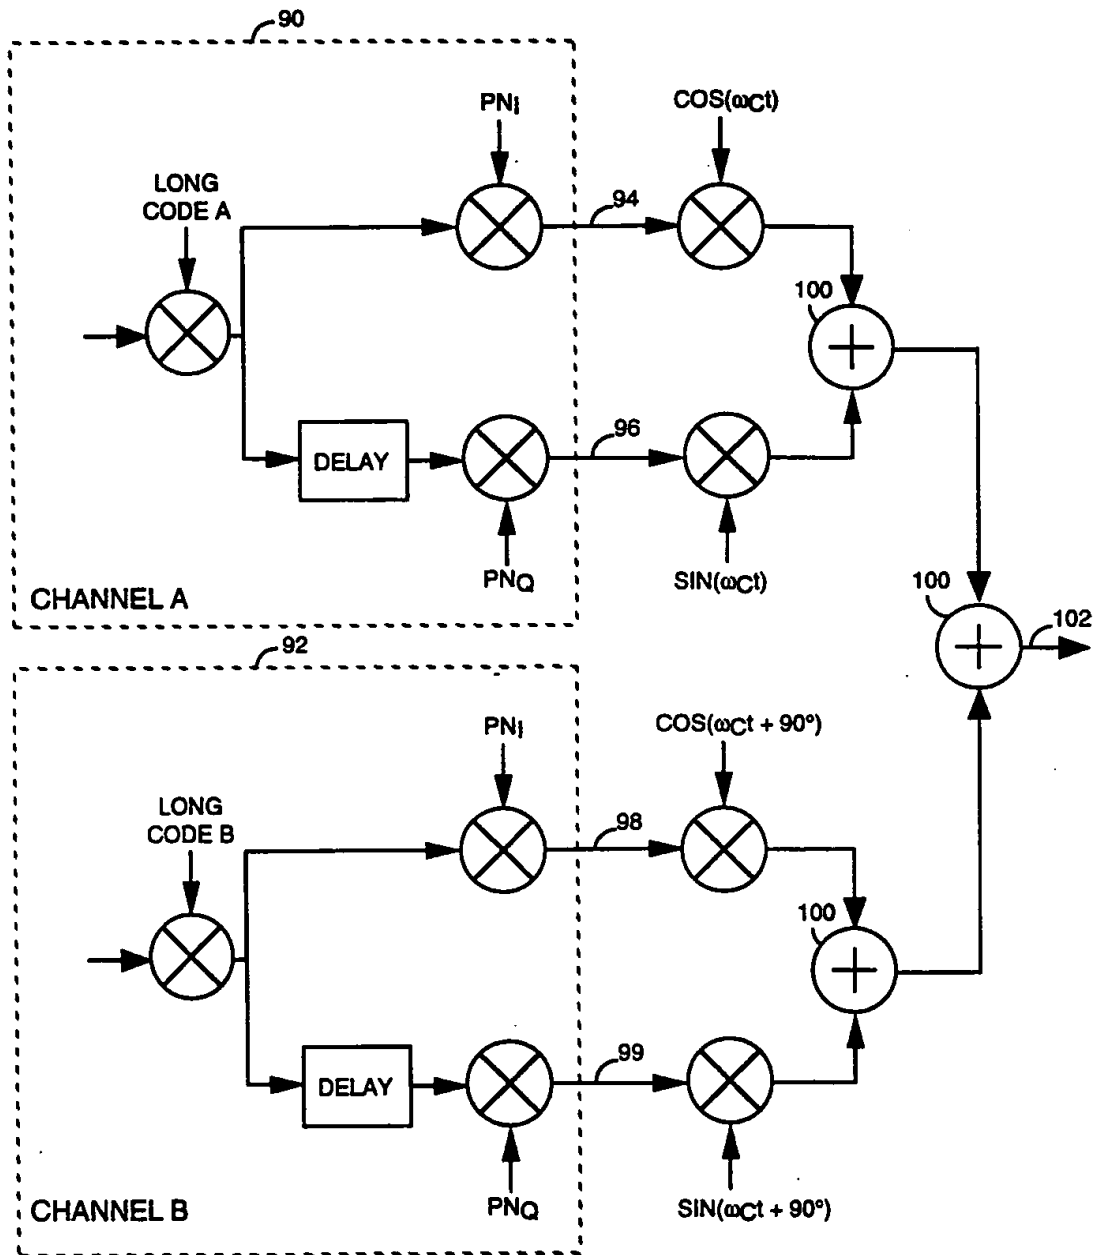 90
PNI
COS(ωCt)
LONG
CODE A
94
100
96
DELAY
PNQ
SIN(ωCt)
CHANNEL A
100
102
92
PNI
COS(ωCt + 90°)
LONG
CODE B
98
100
99
DELAY
PNQ
SIN(ωCt + 90°)
CHANNEL B